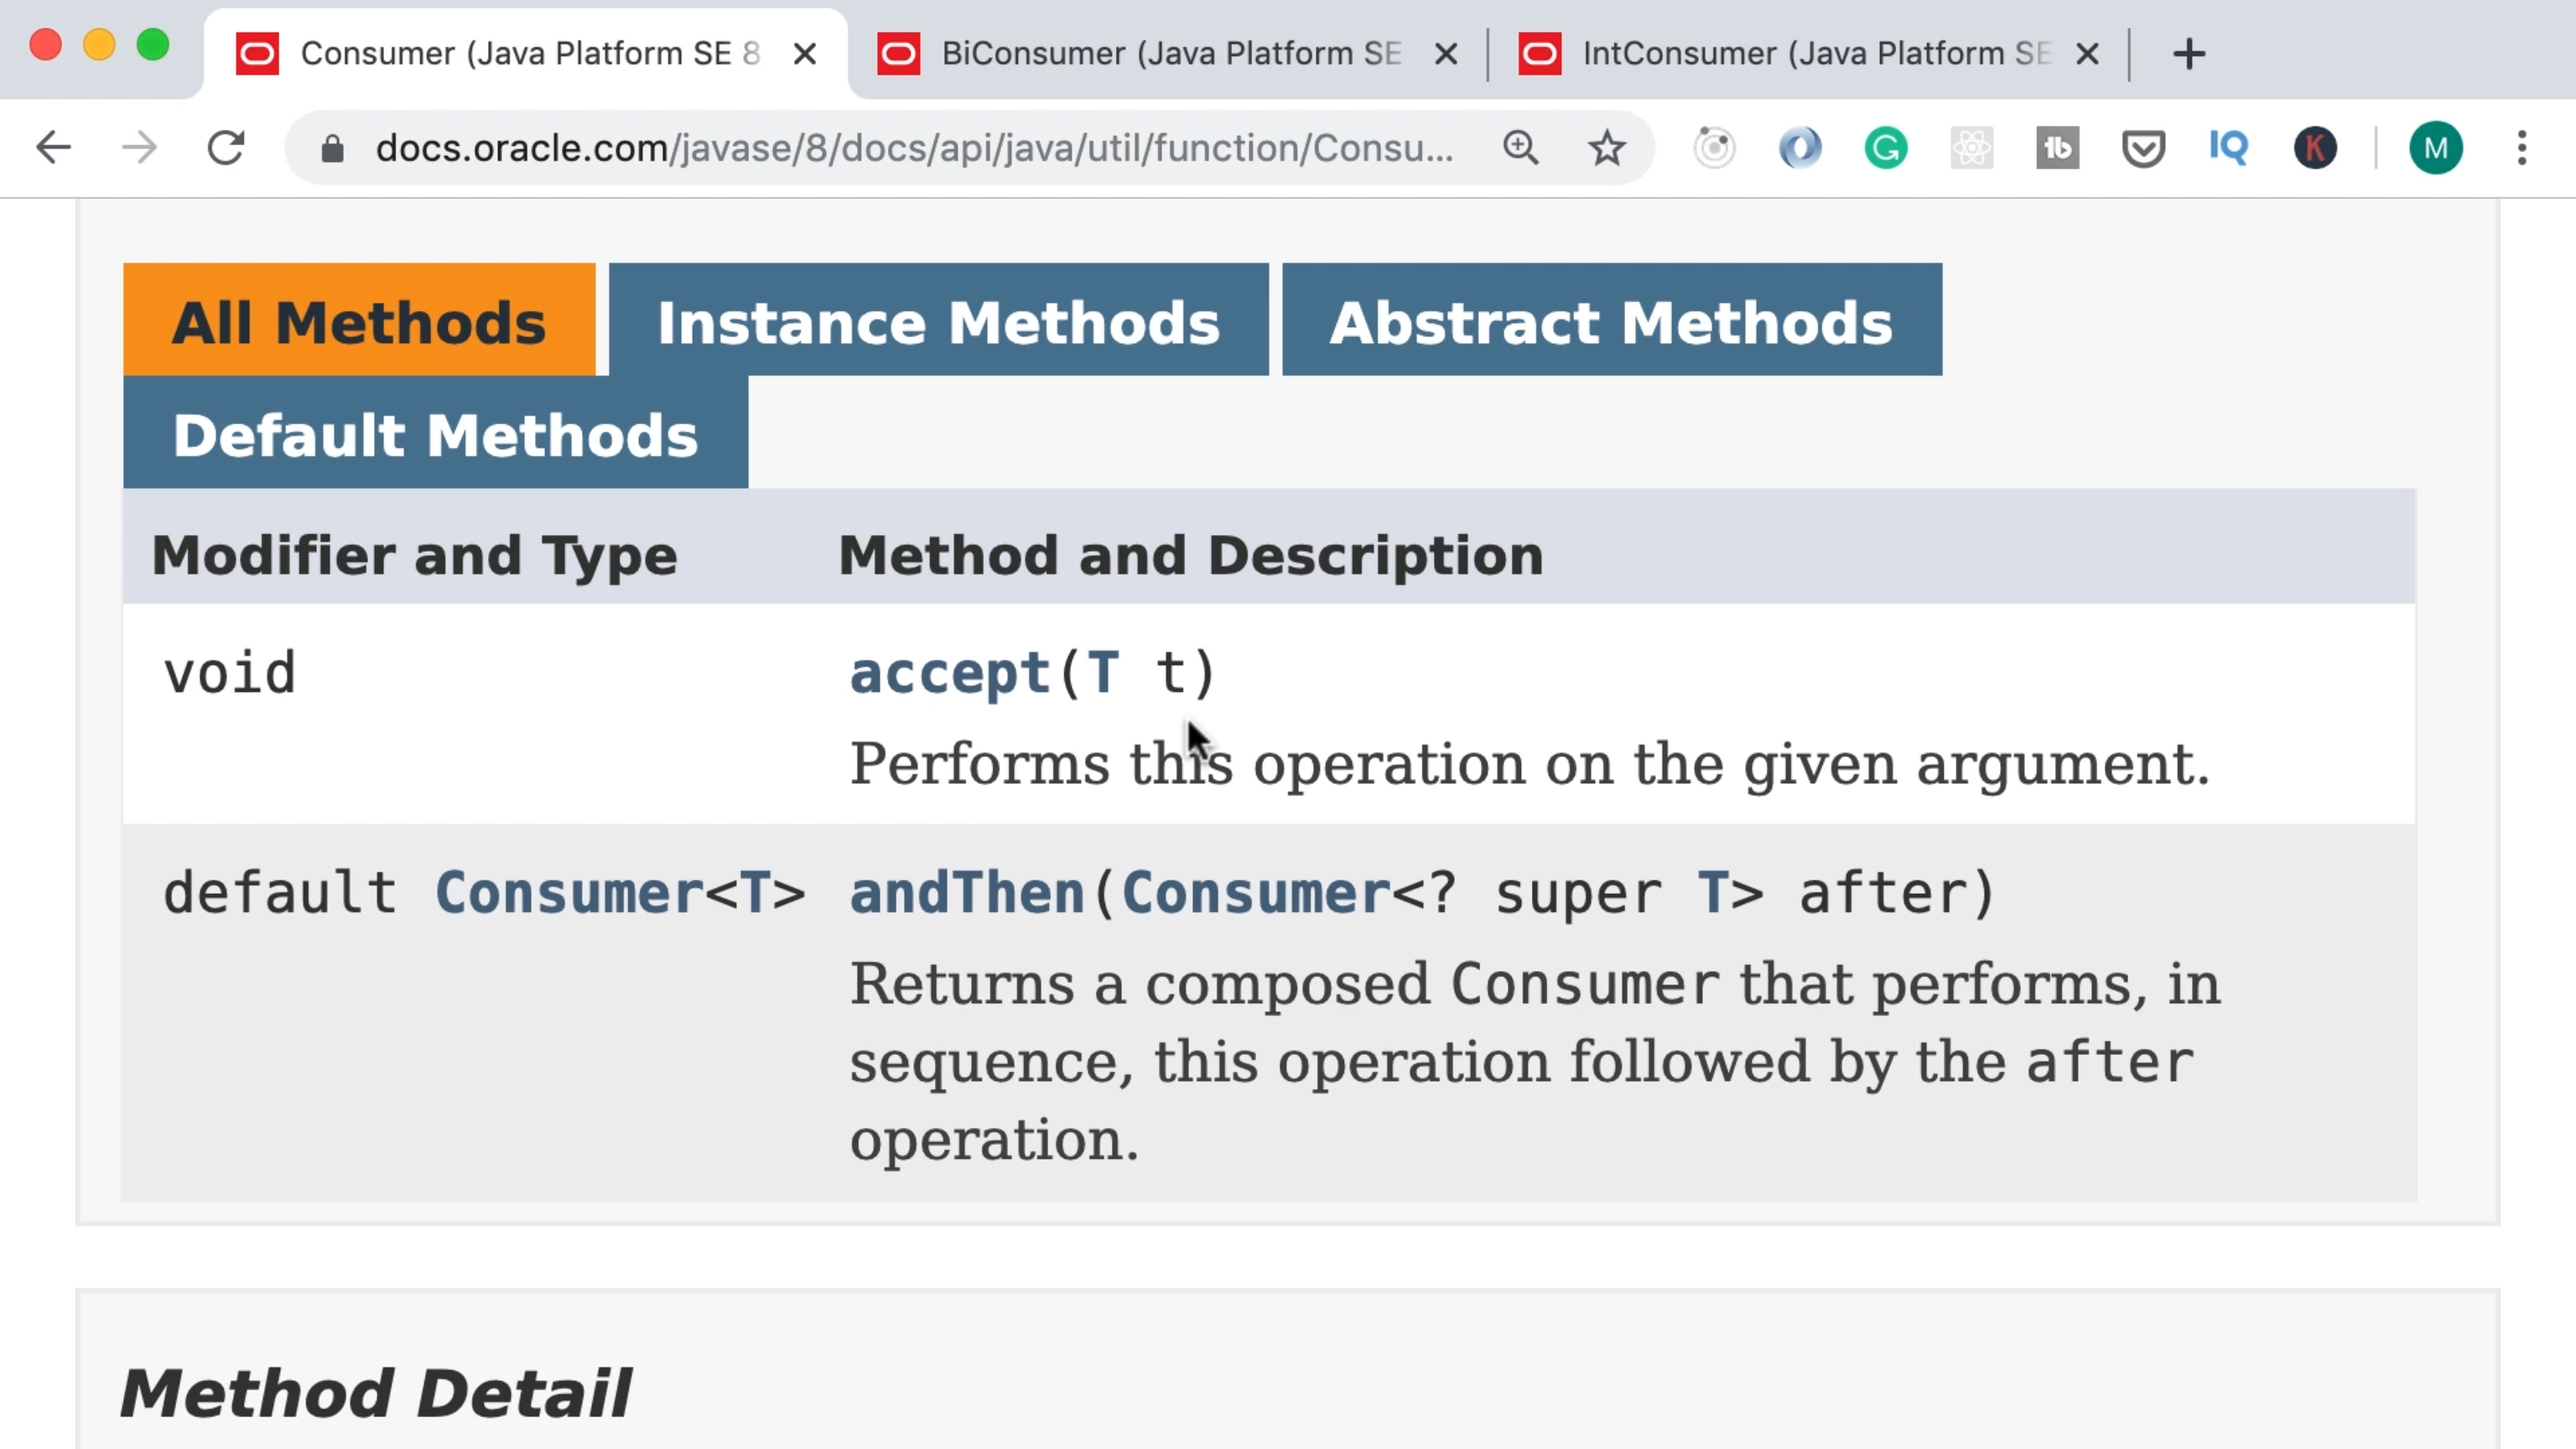 Consumer (Java Platform SE 8
BiConsumer (Java Platform SE
IntConsumer (Java Platform SE
docs.oracle.com/javase/8/docs/api/java/util/function/Consu...
G
tb
IQ
K
M
All Methods
Instance Methods
Abstract Methods
Default Methods
Modifier and Type
Method and Description
void
accept(T t)
Performs this operation on the given argument.
default Consumer<T>
andThen(Consumer<? super T> after)
Returns a composed Consumer that performs, in
sequence, this operation followed by the after
operation.
Method Detail